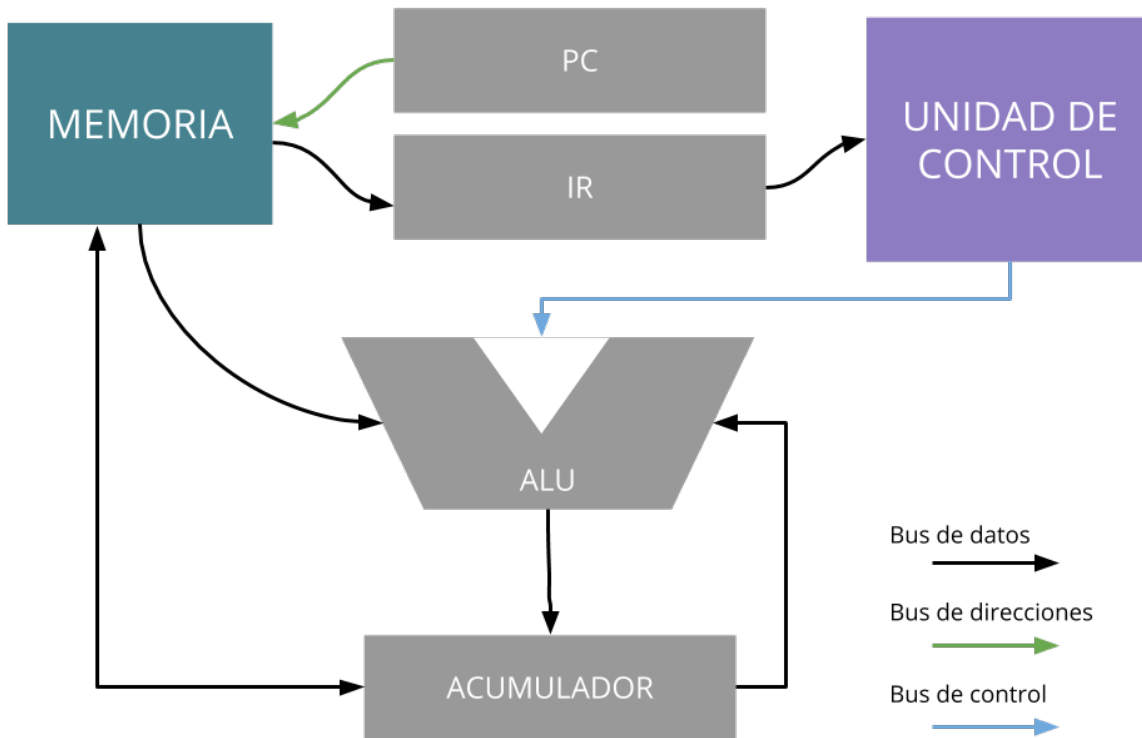 MEMORIA
PC
IR
UNIDAD DE
CONTROL
ALU
ACUMULADOR
Bus de datos
Bus de direcciones
Bus de control